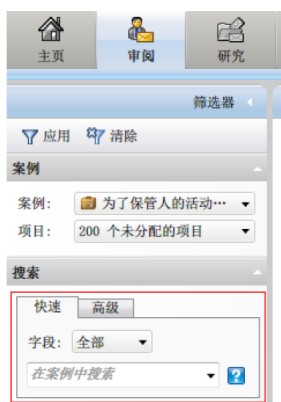 主页 审阅 研究
筛选器
应用 清除
案例
案例: 为了保管人的活动…
项目: 200 个未分配的项目
搜索
快速 高级
字段: 全部
在案例中搜索
?